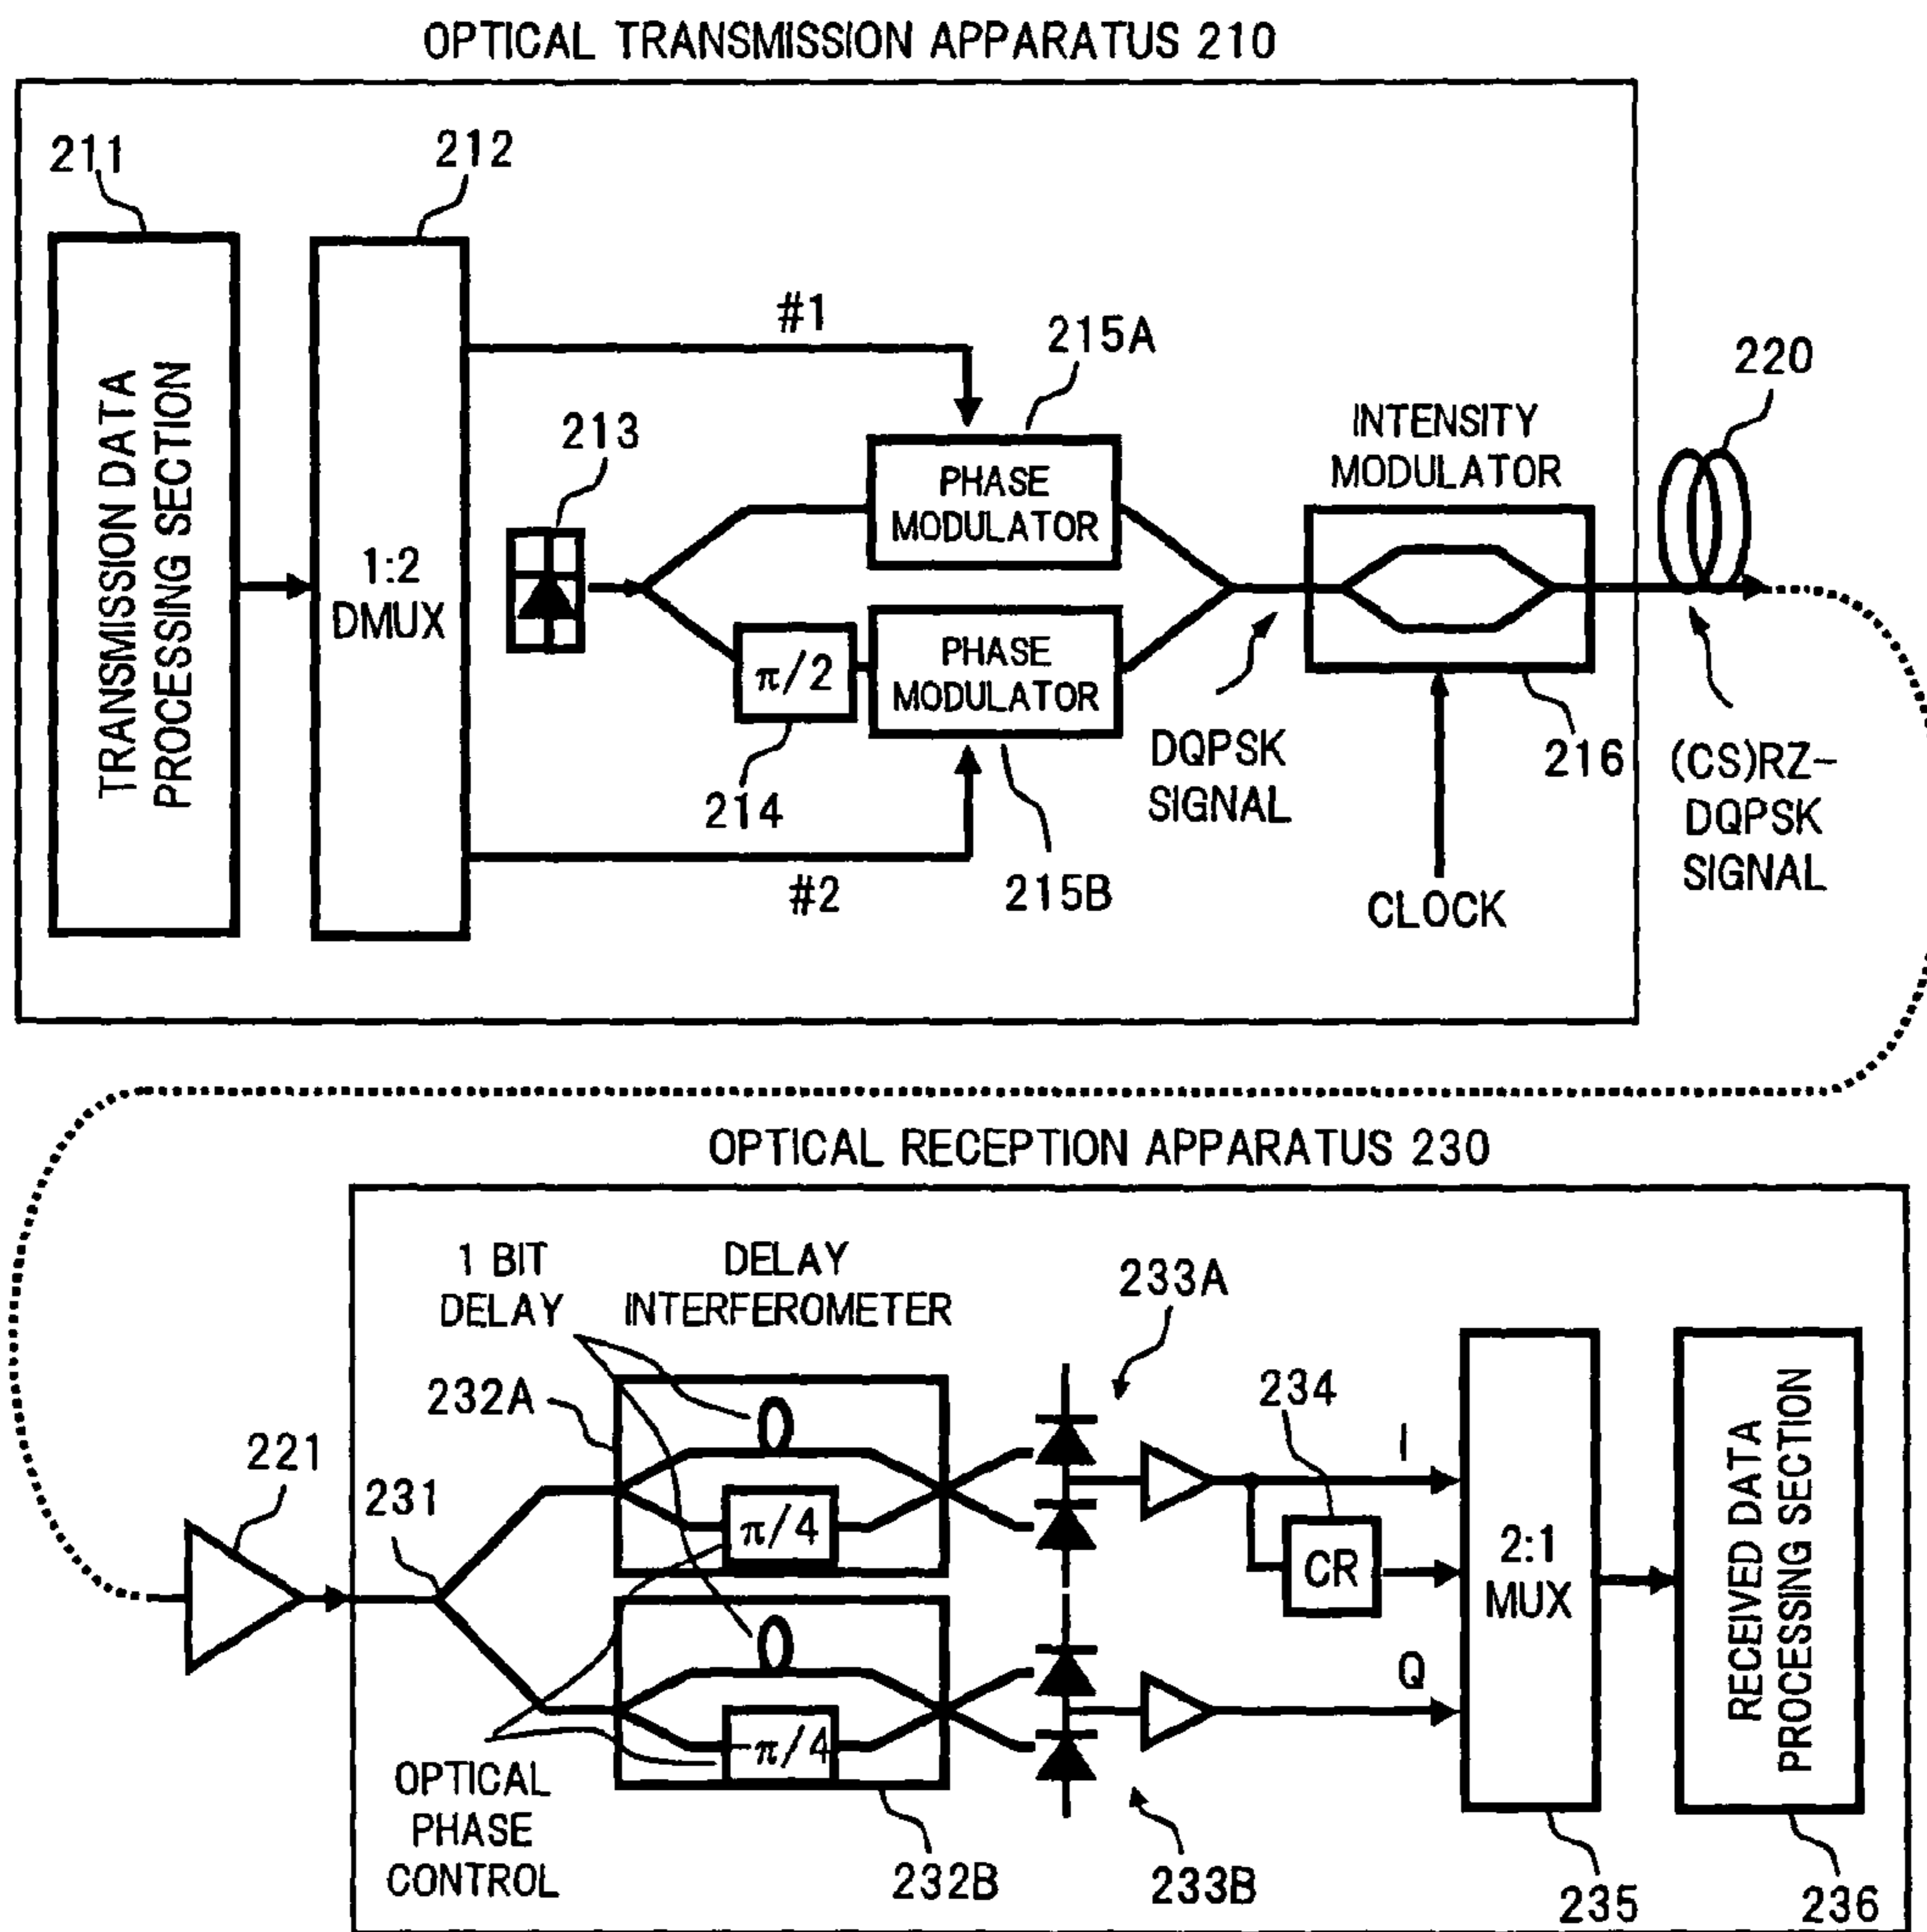 OPTICAL TRANSMISSION APPARATUS 210
211
212
TRANSMISSION DATA
PROCESSING SECTION
1:2
DMUX
#1
215A
213
PHASE
MODULATOR
INTENSITY
MODULATOR
220
π/2
PHASE
MODULATOR
214
DQPSK
SIGNAL
216
(CS)RZ-
DQPSK
SIGNAL
#2
215B
CLOCK
OPTICAL RECEPTION APPARATUS 230
1 BIT
DELAY
DELAY
INTERFEROMETER
233A
232A
234
221
231
π/4
I
CR
2:1
MUX
RECEIVED DATA
PROCESSING SECTION
Q
-π/4
OPTICAL
PHASE
CONTROL
232B
233B
235
236